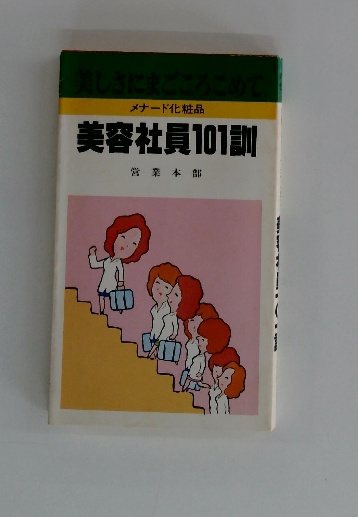 美しさにまごころこめて
メナード化粧品
美容社員101訓
営業本部